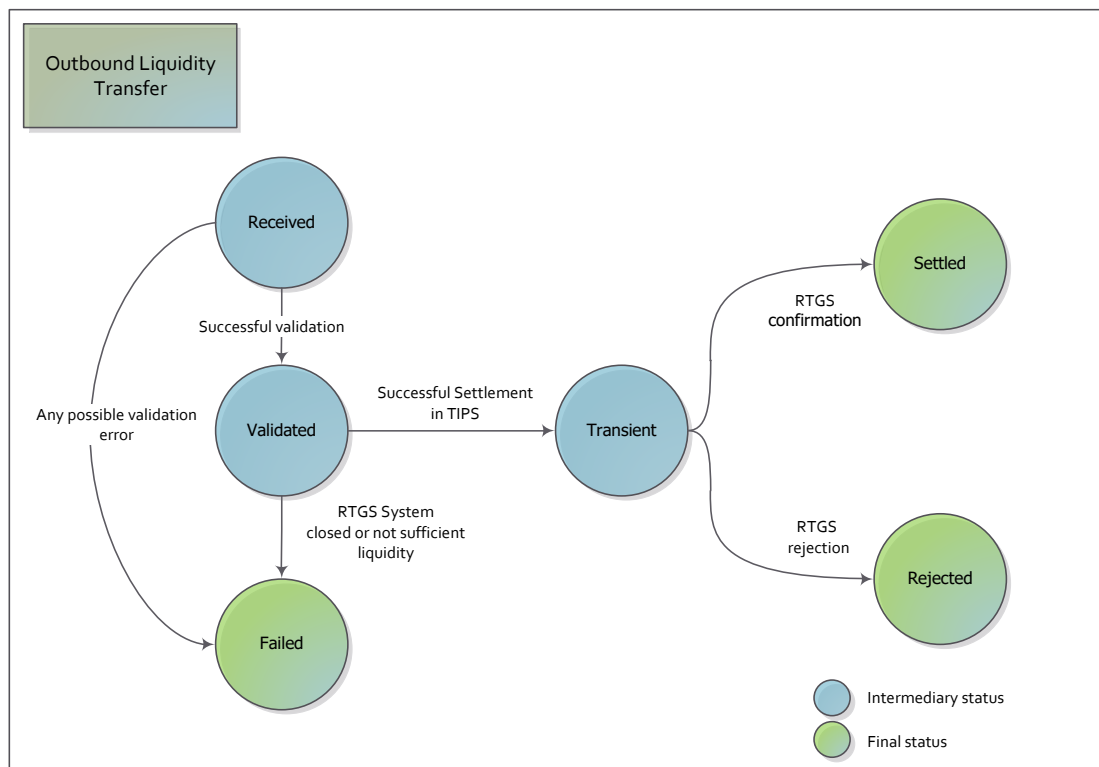 Outbound Liquidity
Transfer
Received
Successful validation
Any possible validation
error
Validated
Successful Settlement
in TIPS
Transient
RTGS System
closed or not sufficient
liquidity
Failed
RTGS
confirmation
Settled
RTGS
rejection
Rejected
Intermediary status
Final status